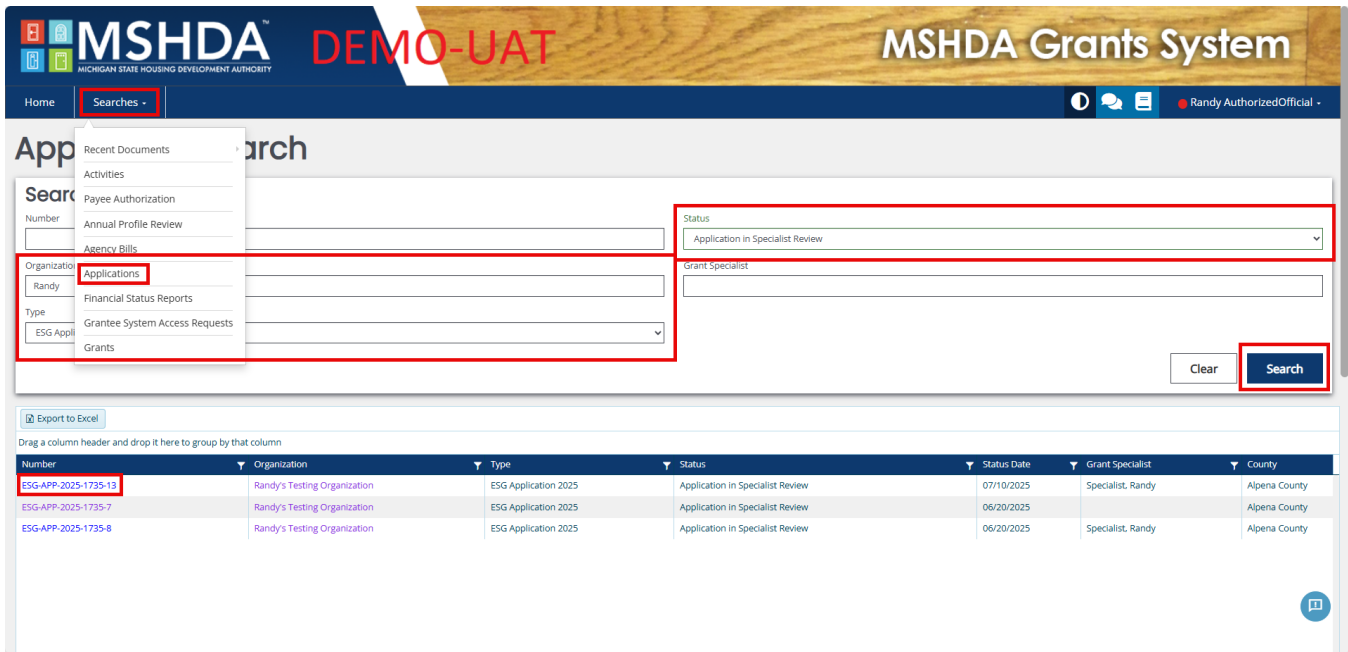 MSHDA™
MICHIGAN STATE HOUSING DEVELOPMENT AUTHORITY
DEMO-UAT
MSHDA Grants System
Home
Searches
Randy AuthorizedOfficial
App
arch
Recent Documents
Activities
Payee Authorization
Annual Profile Review
Agency Bills
Applications
Financial Status Reports
Grantee System Access Requests
Grants
Sear
Number
Status
Application in Specialist Review
Organizatio
Randy
Grant Specialist
Type
ESG Appli
Clear
Search
Export to Excel
Drag a column header and drop it here to group by that column
Number Organization Type Status Status Date Grant Specialist County
ESG-APP-2025-1735-13 Randy's Testing Organization ESG Application 2025 Application in Specialist Review 07/10/2025 Specialist, Randy Alpena County
ESG-APP-2025-1735-7 Randy's Testing Organization ESG Application 2025 Application in Specialist Review 06/20/2025 Alpena County
ESG-APP-2025-1735-8 Randy's Testing Organization ESG Application 2025 Application in Specialist Review 06/20/2025 Specialist, Randy Alpena County